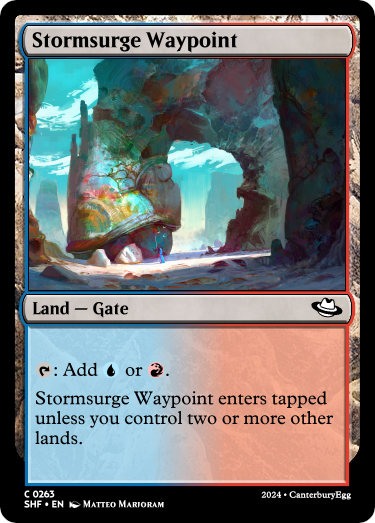 Stormsurge Waypoint
Land — Gate
: Add or .
Stormsurge Waypoint enters tapped
unless you control two or more other
lands.
C 0263
SHF • EN Matteo Marjoram
2024 • CanterburyEgg